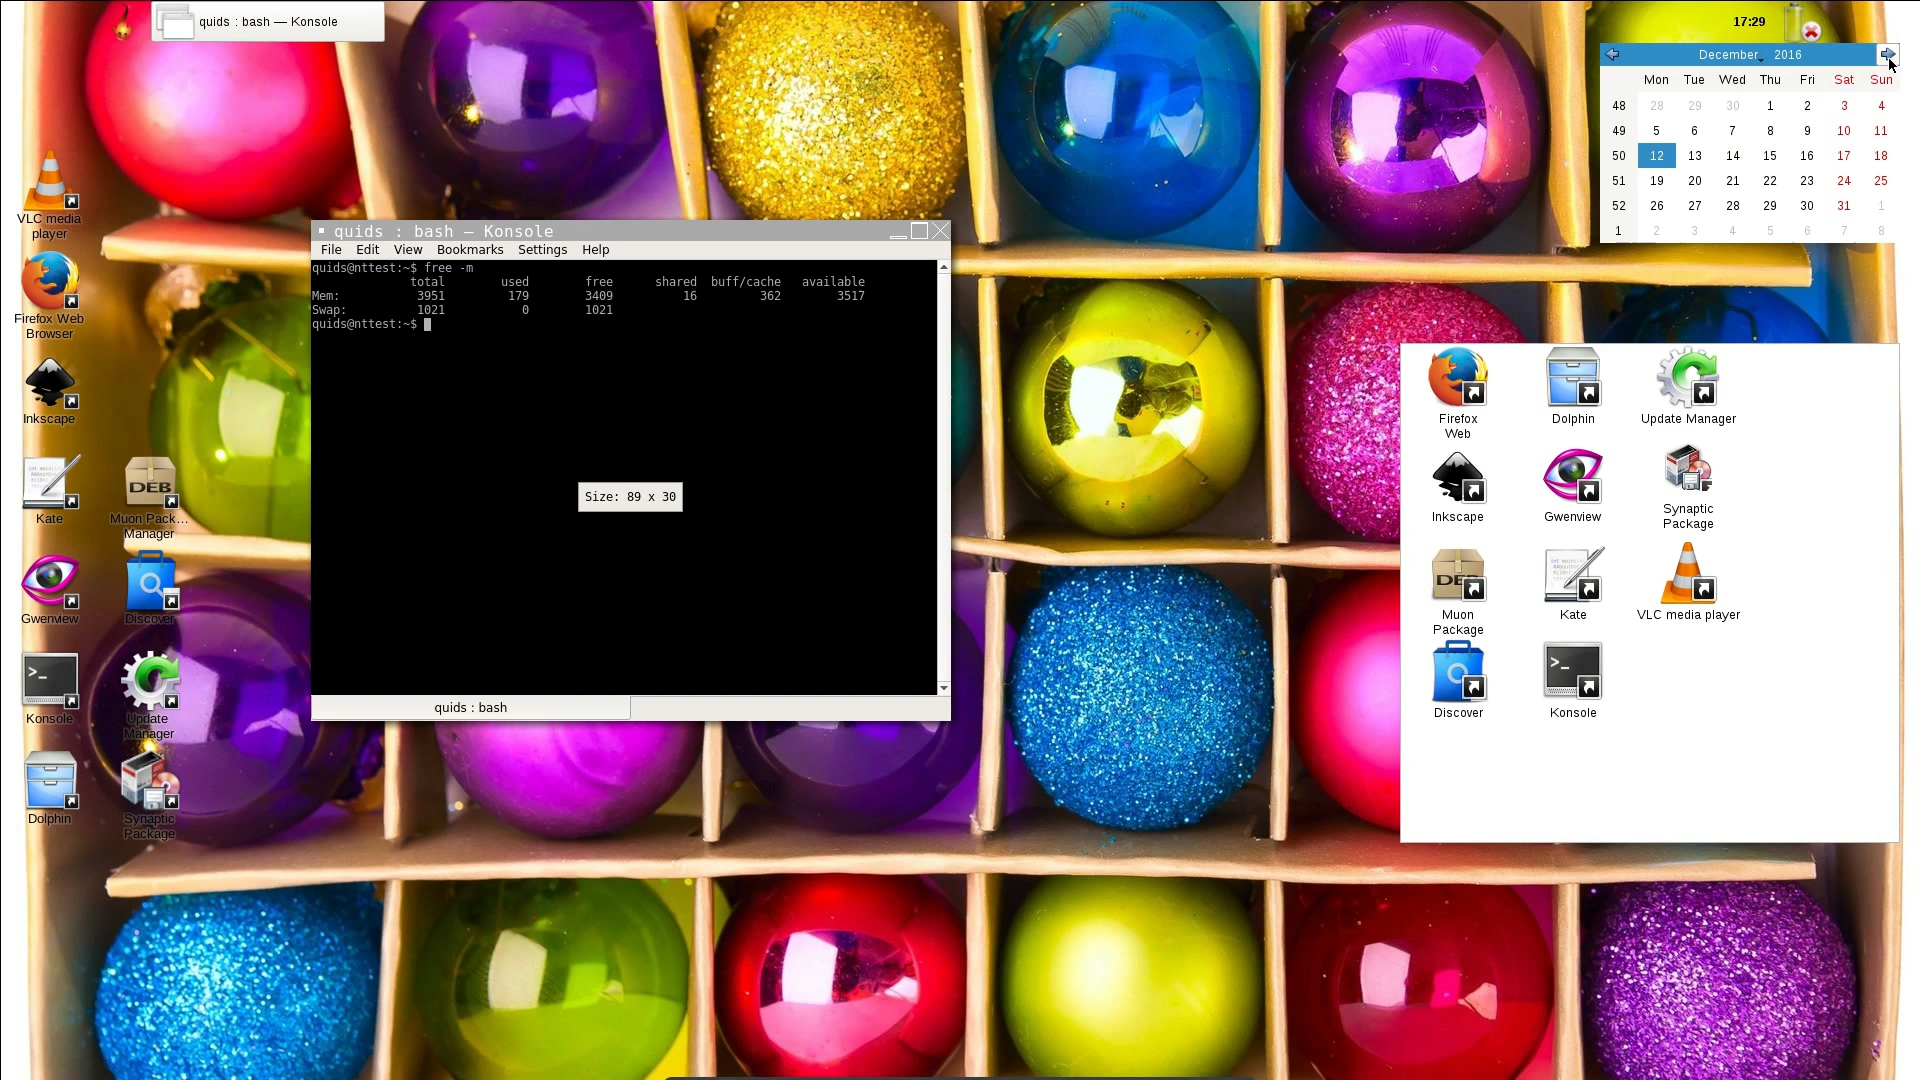 quids : bash — Konsole
17:29
December 2016
Mon Tue Wed Thu Fri Sat Sun
48 28 29 30 1 2 3 4
49 5 6 7 8 9 10 11
50 12 13 14 15 16 17 18
51 19 20 21 22 23 24 25
52 26 27 28 29 30 31 1
1 2 3 4 5 6 7 8
VLC media
player
Firefox Web
Browser
Inkscape
Kate
DEB
Muon Pack...
Manager
Gwenview
Discover
>_
Konsole
Update
Manager
Dolphin
Synaptic
Package
quids : bash — Konsole
File Edit View Bookmarks Settings Help
quids@nttest:~$ free -m
total used free shared buff/cache available
Mem: 3951 179 3409 16 362 3517
Swap: 1021 0 1021
quids@nttest:~$
Size: 89 x 30
quids : bash
Firefox
Web
Dolphin
Update Manager
Inkscape
Gwenview
Synaptic
Package
DEB
Muon
Package
Kate
VLC media player
Discover
>_
Konsole